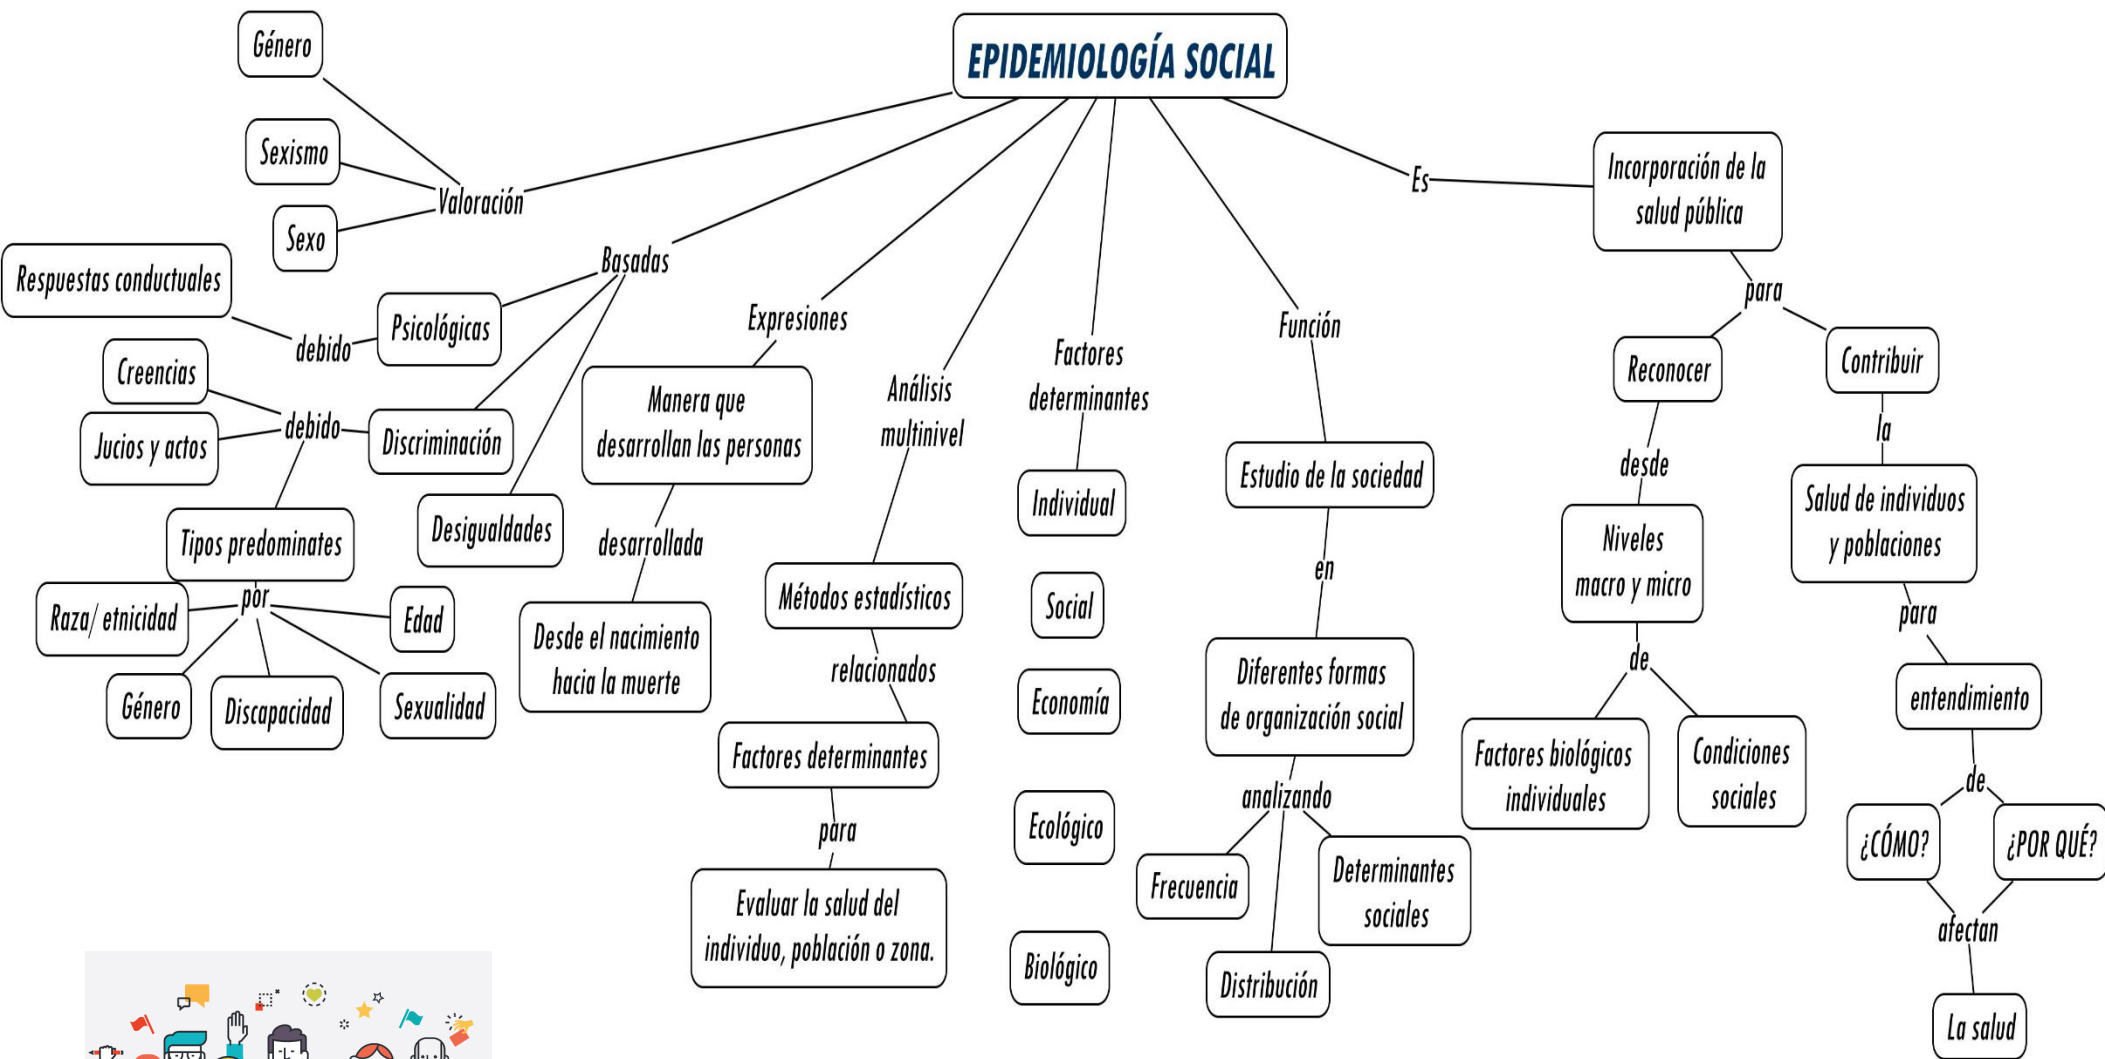 EPIDEMIOLOGÍA SOCIAL
Género
Sexismo
Sexo
Valoración
Respuestas conductuales
debido
Psicológicas
Basadas
Creencias
Jucios y actos
debido
Discriminación
Desigualdades
Tipos predominates
por
Raza/ etnicidad
Edad
Género
Discapacidad
Sexualidad
Expresiones
Manera que
desarrollan las personas
desarrollada
Desde el nacimiento
hacia la muerte
Análisis
multinivel
Métodos estadísticos
relacionados
Factores determinantes
para
Evaluar la salud del
individuo, población o zona.
Factores
determinantes
Individual
Social
Economía
Ecológico
Biológico
Función
Estudio de la sociedad
en
Diferentes formas
de organización social
analizando
Frecuencia
Distribución
Determinantes
sociales
Es
Incorporación de la
salud pública
para
Reconocer
desde
Niveles
macro y micro
de
Factores biológicos
individuales
Condiciones
sociales
Contribuir
la
Salud de individuos
y poblaciones
para
entendimiento
de
¿CÓMO?
¿POR QUÉ?
afectan
La salud